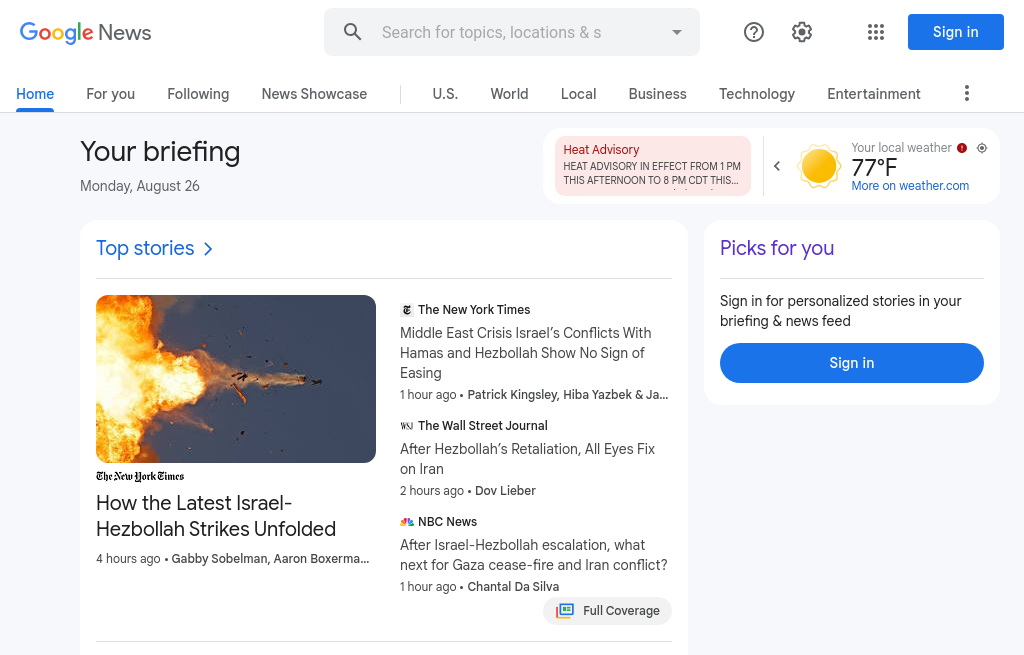 Google News
Search for topics, locations & s
Sign in
Home
For you
Following
News Showcase
U.S.
World
Local
Business
Technology
Entertainment
Your briefing
Monday, August 26
Heat Advisory
HEAT ADVISORY IN EFFECT FROM 1 PM
THIS AFTERNOON TO 8 PM CDT THIS...
Your local weather
77°F
More on weather.com
Top stories
The New York Times
How the Latest Israel-
Hezbollah Strikes Unfolded
4 hours ago • Gabby Sobelman, Aaron Boxerma...
The New York Times
Middle East Crisis Israel's Conflicts With
Hamas and Hezbollah Show No Sign of
Easing
1 hour ago • Patrick Kingsley, Hiba Yazbek & Ja...
WSJ The Wall Street Journal
After Hezbollah's Retaliation, All Eyes Fix
on Iran
2 hours ago • Dov Lieber
NBC News
After Israel-Hezbollah escalation, what
next for Gaza cease-fire and Iran conflict?
1 hour ago • Chantal Da Silva
Full Coverage
Picks for you
Sign in for personalized stories in your
briefing & news feed
Sign in